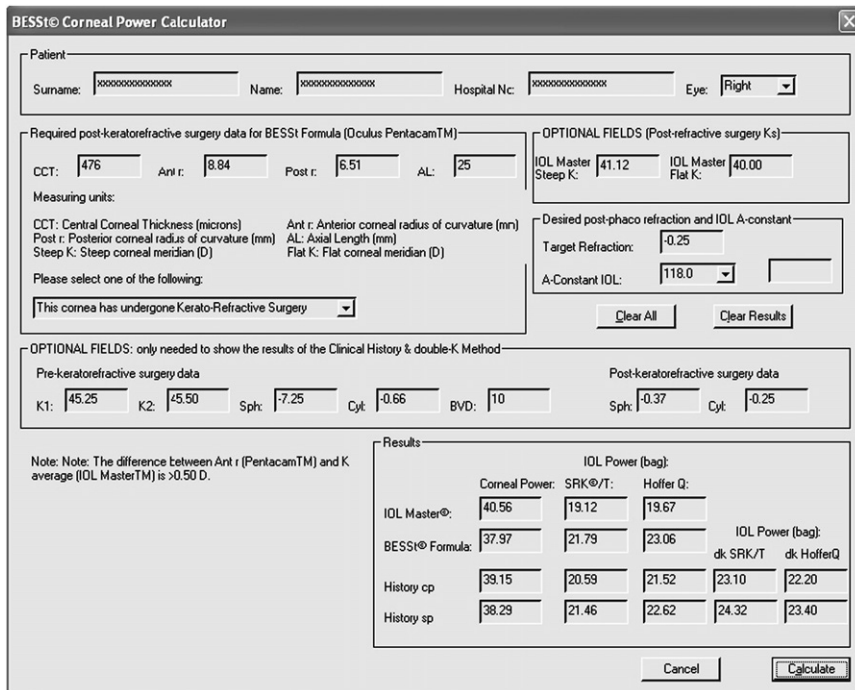 BESSt© Corneal Power Calculator
Patient
Surname: xxxxxxxxxxxxxx Name: xxxxxxxxxxxxxx Hospital Nc: xxxxxxxxxxxxxx Eye: Right
Required post-keratorefractive surgery data for BESSt Formula (Oculus PentacamTM)
CCT: 476 Ant r: 8.84 Post r: 6.51 AL: 25
Measuring units:
CCT: Central Corneal Thickness (microns) Ant r: Anterior corneal radius of curvature (mm)
Post r: Posterior corneal radius of curvature (mm) AL: Axial Length (mm)
Steep K: Steep corneal meridian (D) Flat K: Flat corneal meridian (D)
Please select one of the following:
This cornea has undergone Kerato-Refractive Surgery
OPTIONAL FIELDS (Post-refractive surgery Ks)
IOL Master Steep K: 41.12 IOL Master Flat K: 40.00
Desired post-phaco refraction and IOL A-constant
Target Refraction: -0.25
A-Constant IOL: 118.0
Clear All Clear Results
OPTIONAL FIELDS: only needed to show the results of the Clinical History & double-K Method
Pre-keratorefractive surgery data Post-keratorefractive surgery data
K1: 45.25 K2: 45.50 Sph: -7.25 Cyl: -0.66 BVD: 10 Sph: -0.37 Cyl: -0.25
Note: Note: The difference between Ant r (PentacamTM) and K
average (IOL MasterTM) is >0.50 D.
Results
IOL Power (bag):
Corneal Power: SRK®/T: Hoffer Q:
IOL Master®: 40.56 19.12 19.67
IOL Power (bag):
BESSt® Formula: 37.97 21.79 23.06
dk SRK/T dk HofferQ
History cp 39.15 20.59 21.52 23.10 22.20
History sp 38.29 21.46 22.62 24.32 23.40
Cancel Calculate